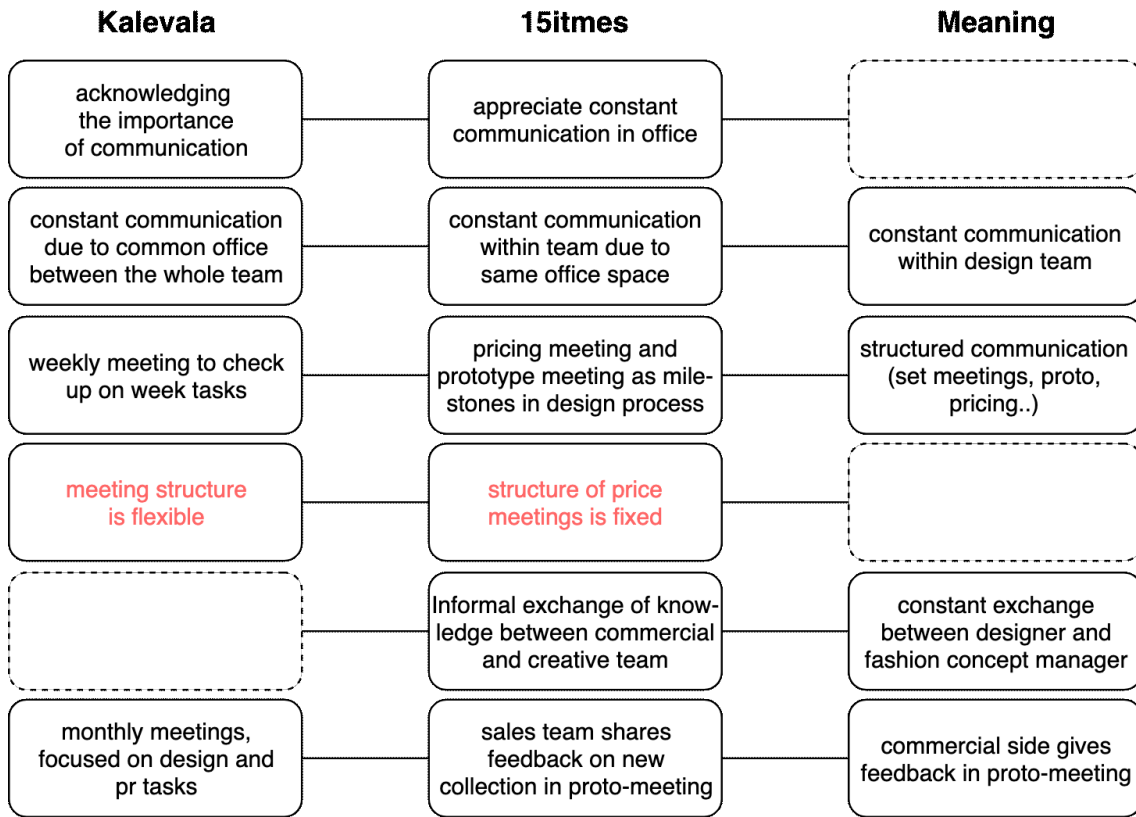 Kalevala
15itmes
Meaning
acknowledging
the importance
of communication
appreciate constant
communication in office
constant communication
due to common office
between the whole team
constant communication
within team due to
same office space
constant communication
within design team
weekly meeting to check
up on week tasks
pricing meeting and
prototype meeting as mile-
stones in design process
structured communication
(set meetings, proto,
pricing..)
meeting structure
is flexible
structure of price
meetings is fixed
Informal exchange of know-
ledge between commercial
and creative team
constant exchange
between designer and
fashion concept manager
monthly meetings,
focused on design and
pr tasks
sales team shares
feedback on new
collection in proto-meeting
commercial side gives
feedback in proto-meeting